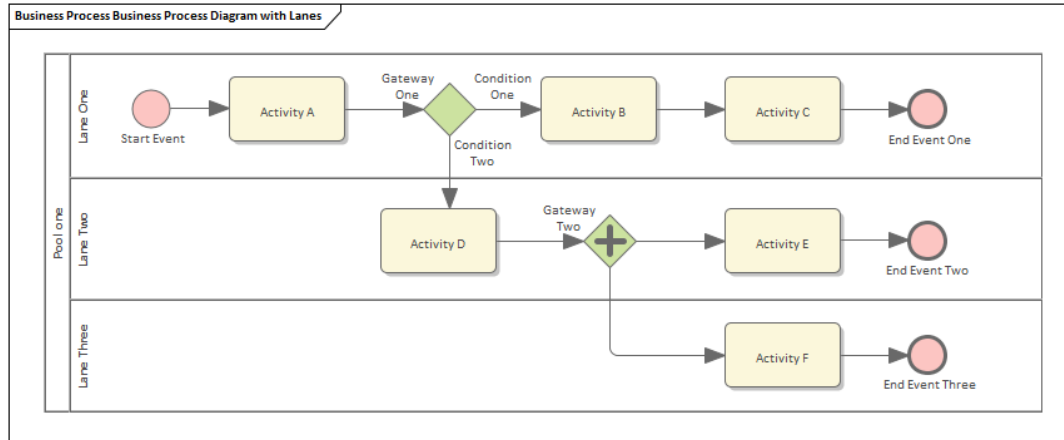 Business Process Business Process Diagram with Lanes
Pool one
Lane One
Start Event
Activity A
Gateway
One
Condition
One
Condition
Two
Activity B
Activity C
End Event One
Lane Two
Activity D
Gateway
Two
Activity E
End Event Two
Lane Three
Activity F
End Event Three